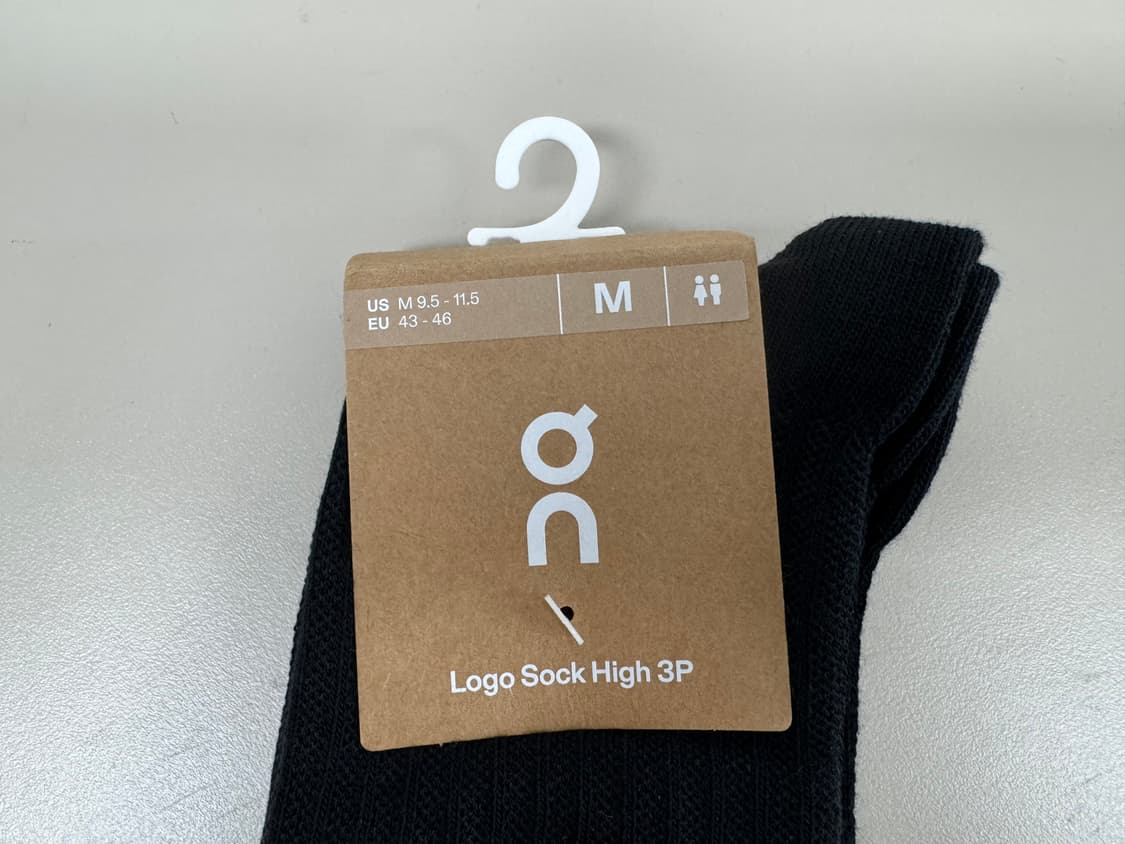 US M 9.5 - 11.5
EU 43 - 46
M
On
Logo Sock High 3P